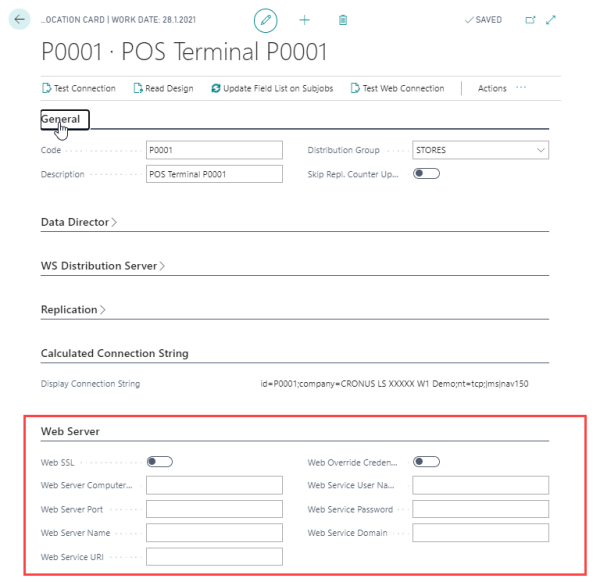 ..OCATION CARD | WORK DATE: 28.1.2021
SAVED
P0001 · POS Terminal P0001
Test Connection Read Design Update Field List on Subjobs Test Web Connection Actions ...
General
Code P0001 Distribution Group STORES
Description POS Terminal P0001 Skip Repl. Counter Up...
Data Director
WS Distribution Server
Replication
Calculated Connection String
Display Connection String id=P0001;company=CRONUS LS XXXXX W1 Demo;nt=tcp;|ms|nav150
Web Server
Web SSL Web Override Creden...
Web Server Computer... Web Service User Na...
Web Server Port Web Service Password
Web Server Name Web Service Domain
Web Service URI